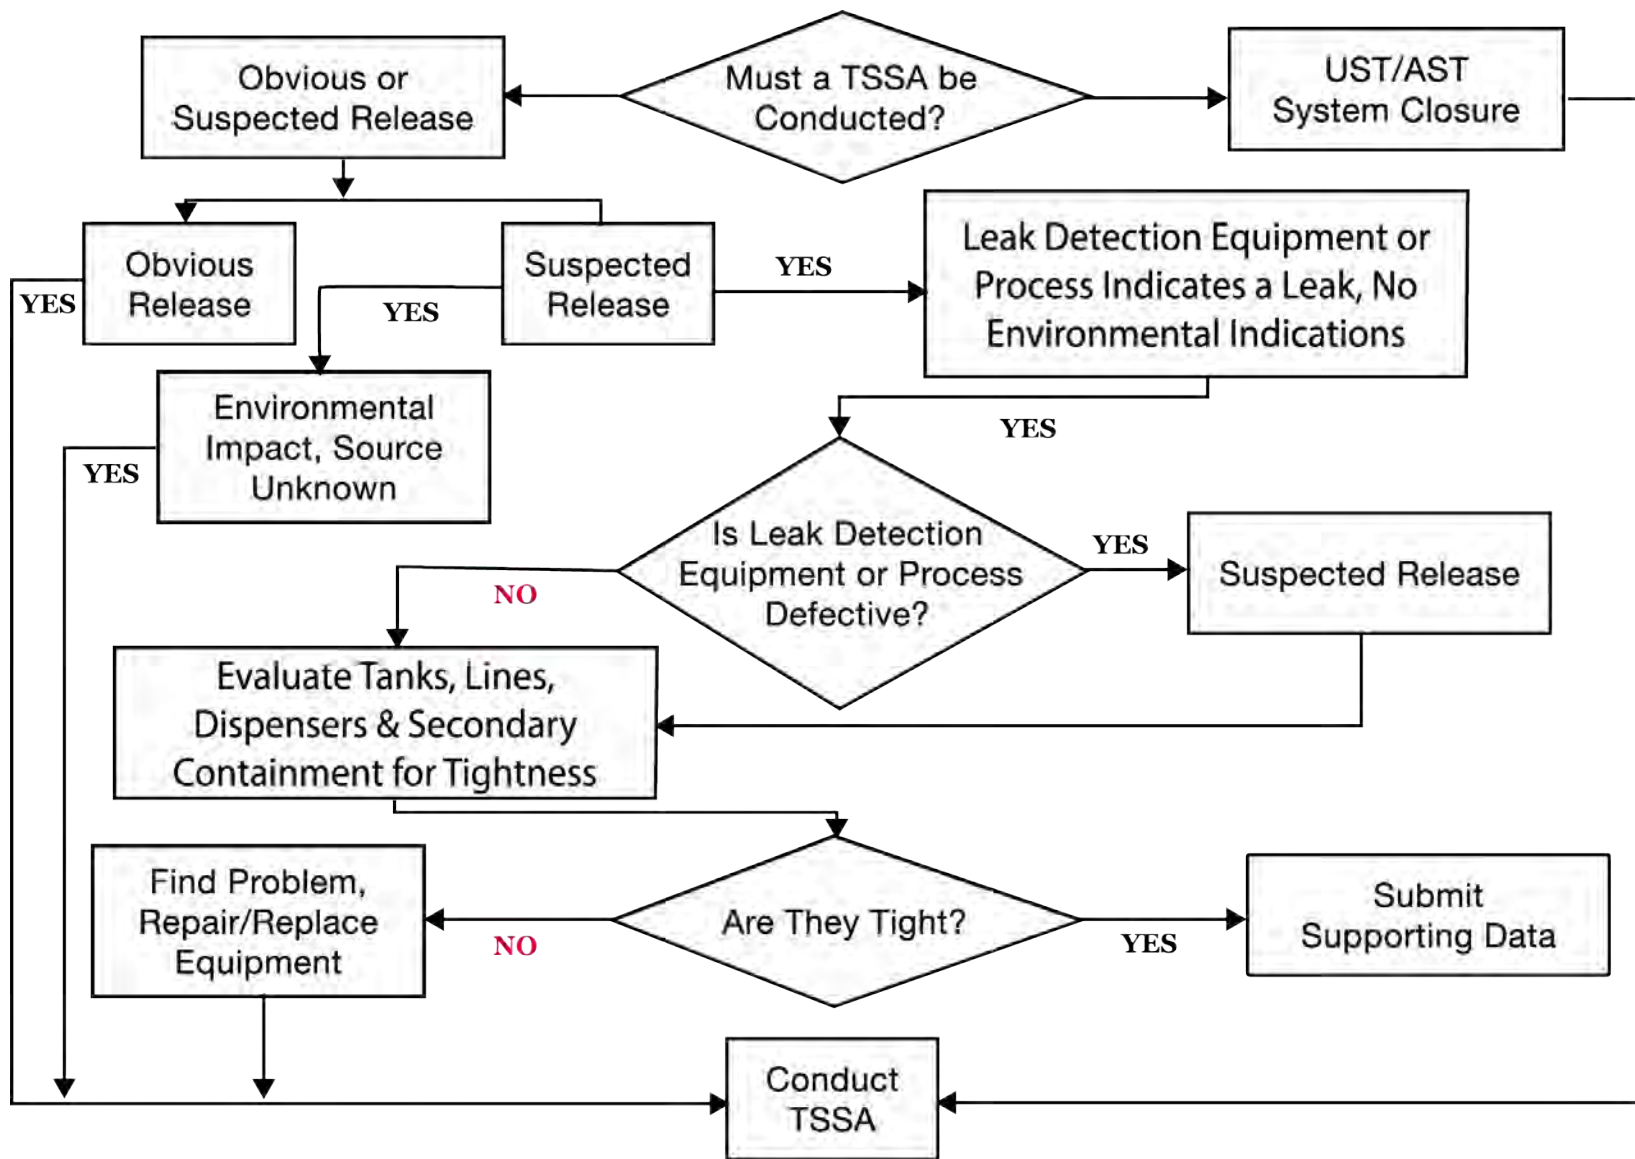 Must a TSSA be
Conducted?
Obvious or
Suspected Release
UST/AST
System Closure
Obvious
Release
YES
Suspected
Release
YES
YES
Leak Detection Equipment or
Process Indicates a Leak, No
Environmental Indications
Environmental
Impact, Source
Unknown
YES
YES
Is Leak Detection
Equipment or Process
Defective?
NO
YES
Suspected Release
Evaluate Tanks, Lines,
Dispensers & Secondary
Containment for Tightness
Are They Tight?
NO
YES
Find Problem,
Repair/Replace
Equipment
Submit
Supporting Data
Conduct
TSSA